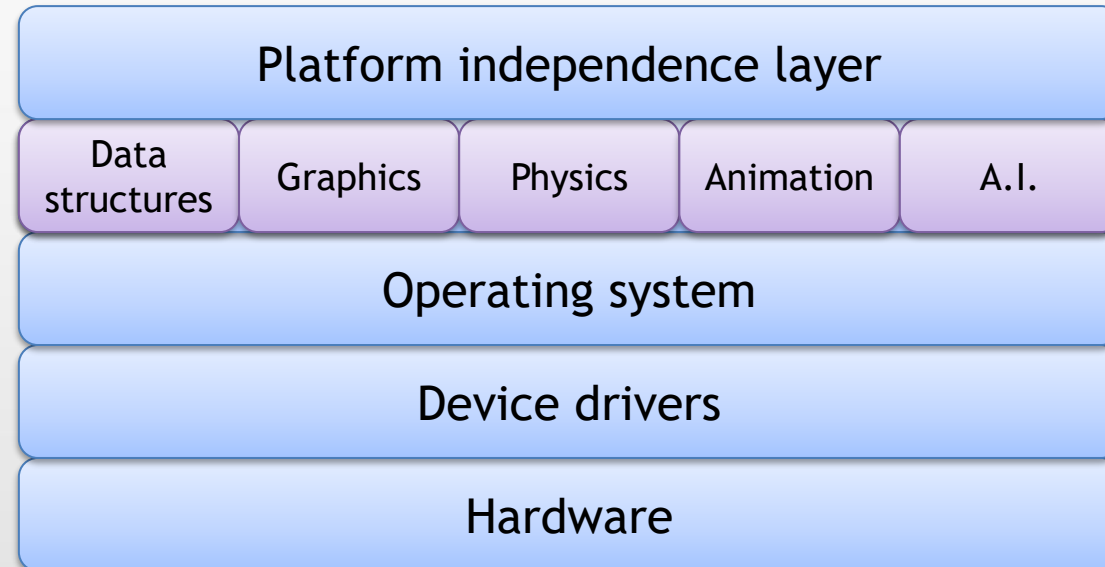 Platform independence layer
Data
structures
Graphics
Physics
Animation
A.I.
Operating system
Device drivers
Hardware